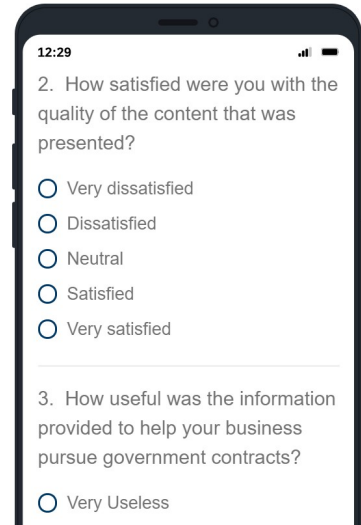 12:29
2. How satisfied were you with the
quality of the content that was
presented?
Very dissatisfied
Dissatisfied
Neutral
Satisfied
Very satisfied
3. How useful was the information
provided to help your business
pursue government contracts?
Very Useless